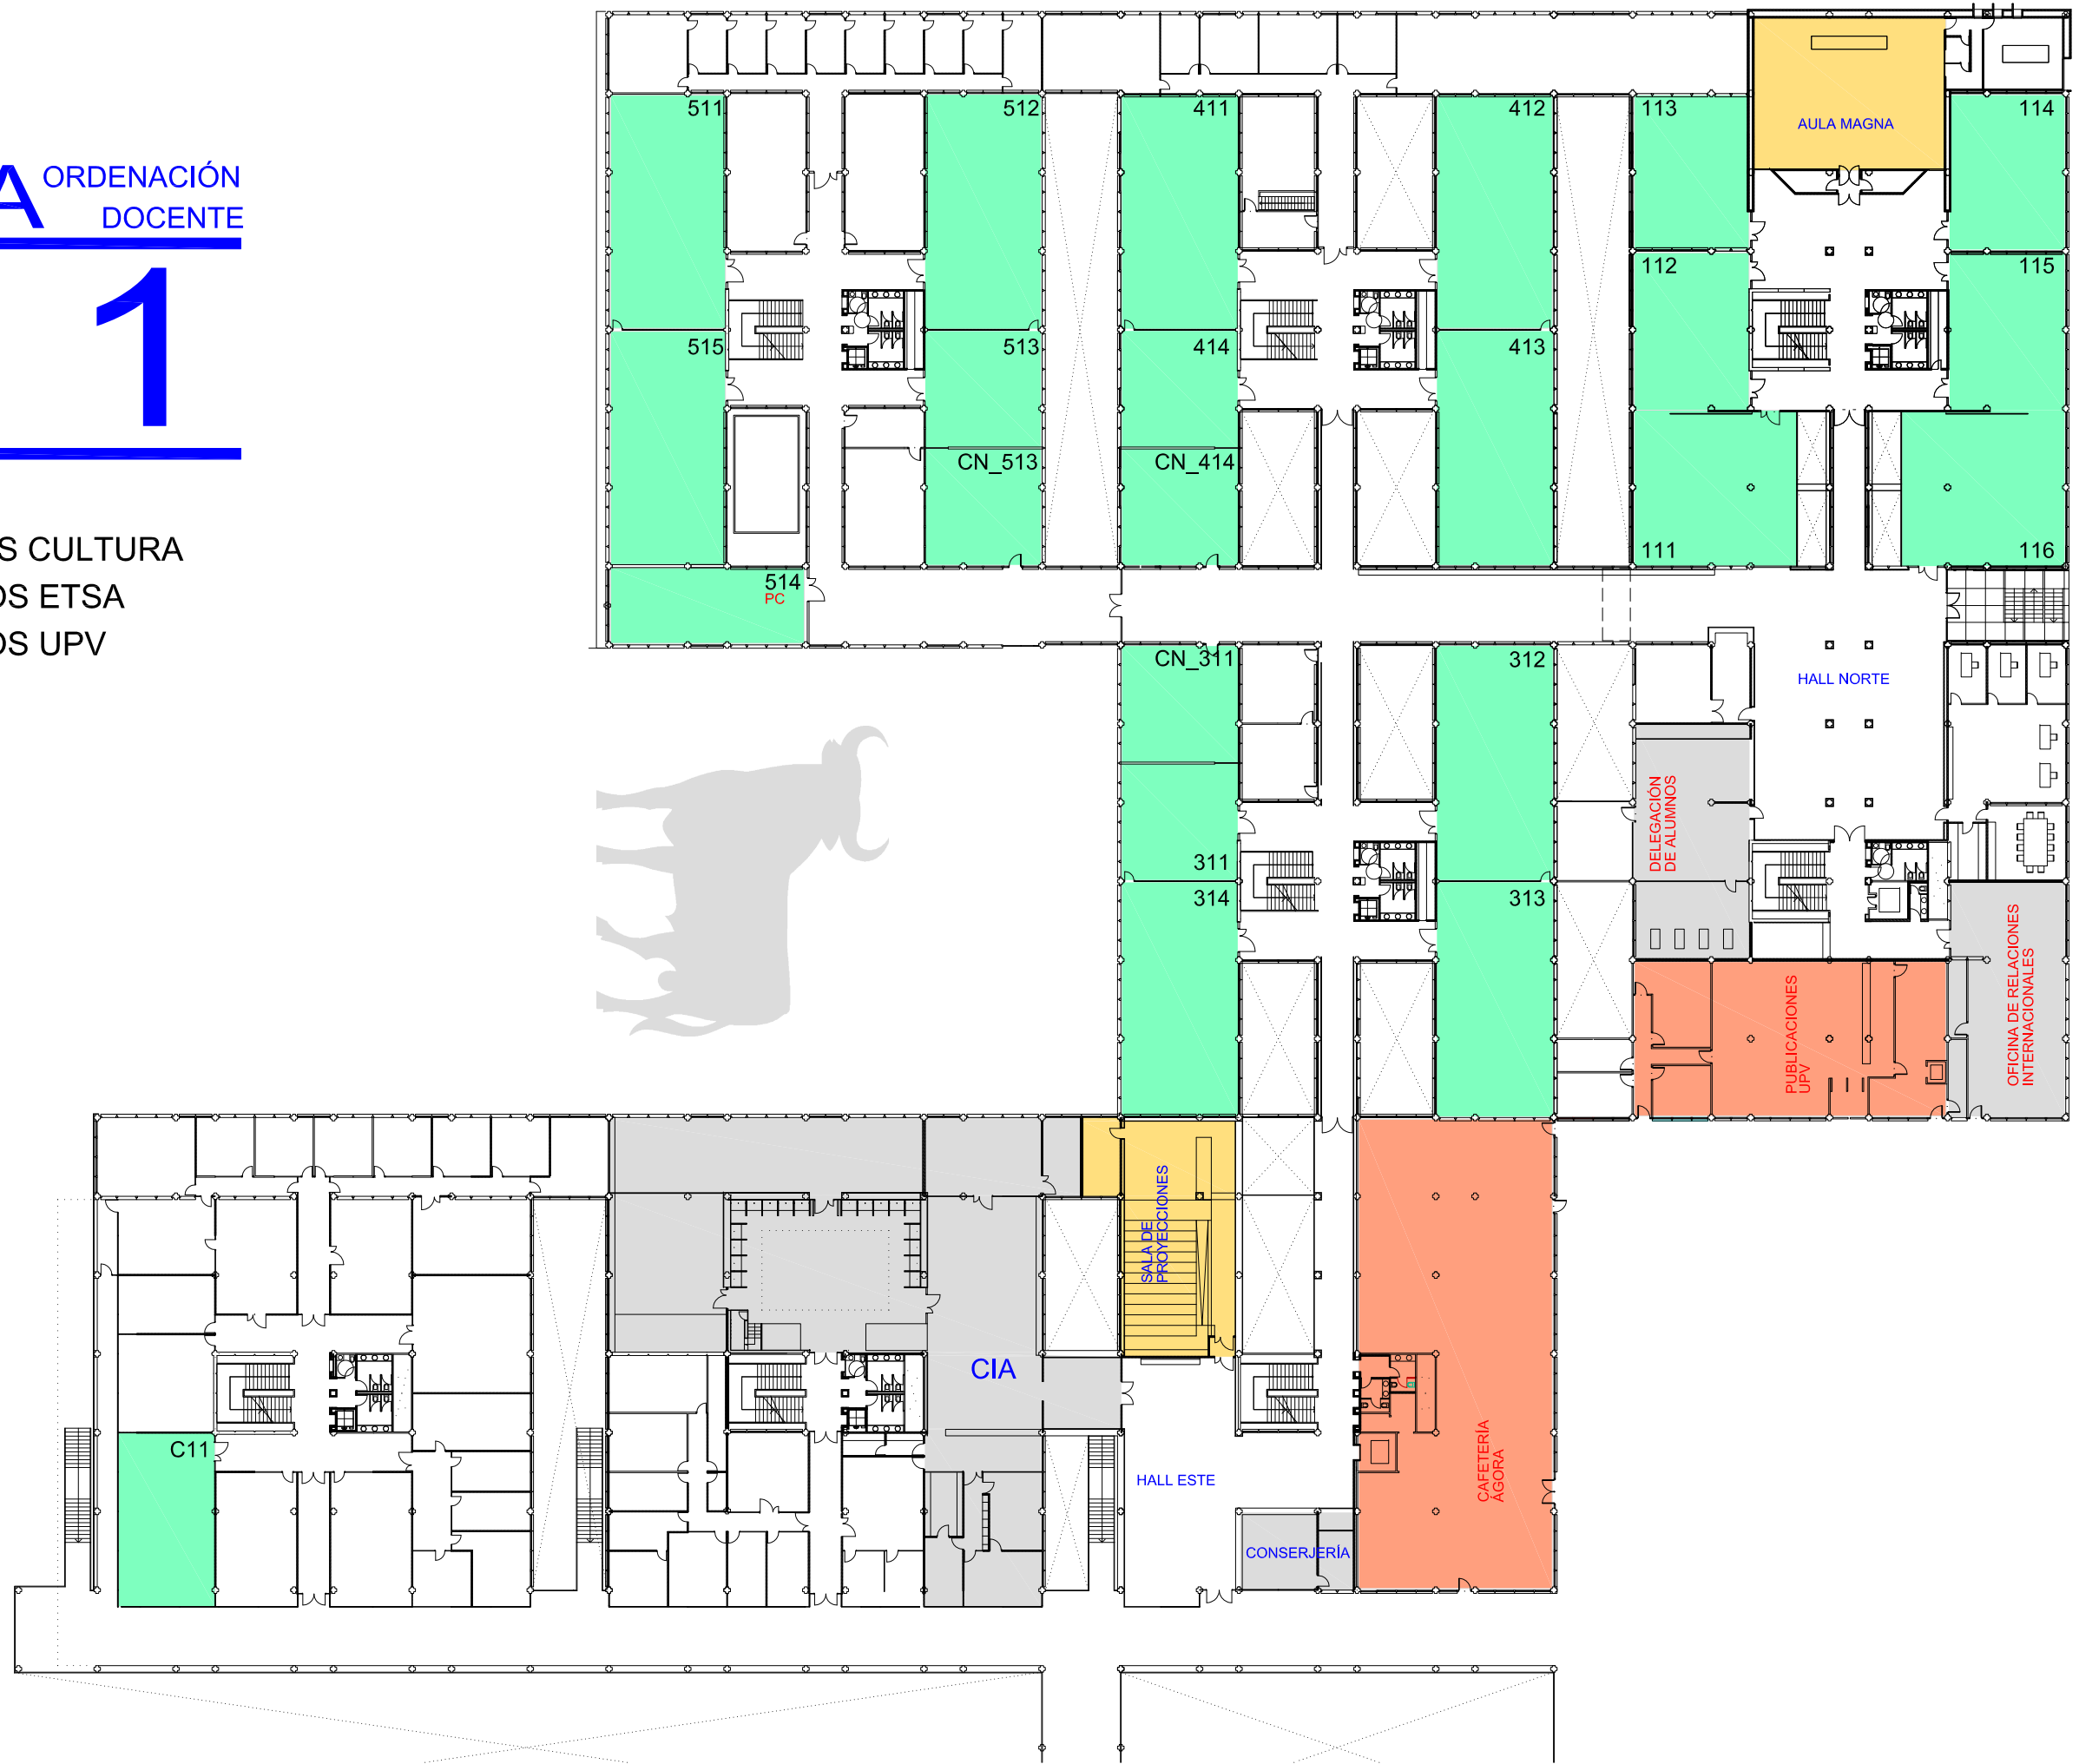 A ORDENACIÓN
DOCENTE
1
S CULTURA
OS ETSA
OS UPV
511
512
411
412
113
AULA MAGNA
114
112
115
515
513
414
413
CN_513
CN_414
111
116
514
PC
CN_311
312
HALL NORTE
DELEGACIÓN
DE ALUMNOS
311
314
313
OFICINA DE RELACIONES
INTERNACIONALES
PUBLICACIONES
UPV
SALA DE
PROYECCIONES
CIA
C11
HALL ESTE
CAFETERÍA
ÁGORA
CONSERJERÍA